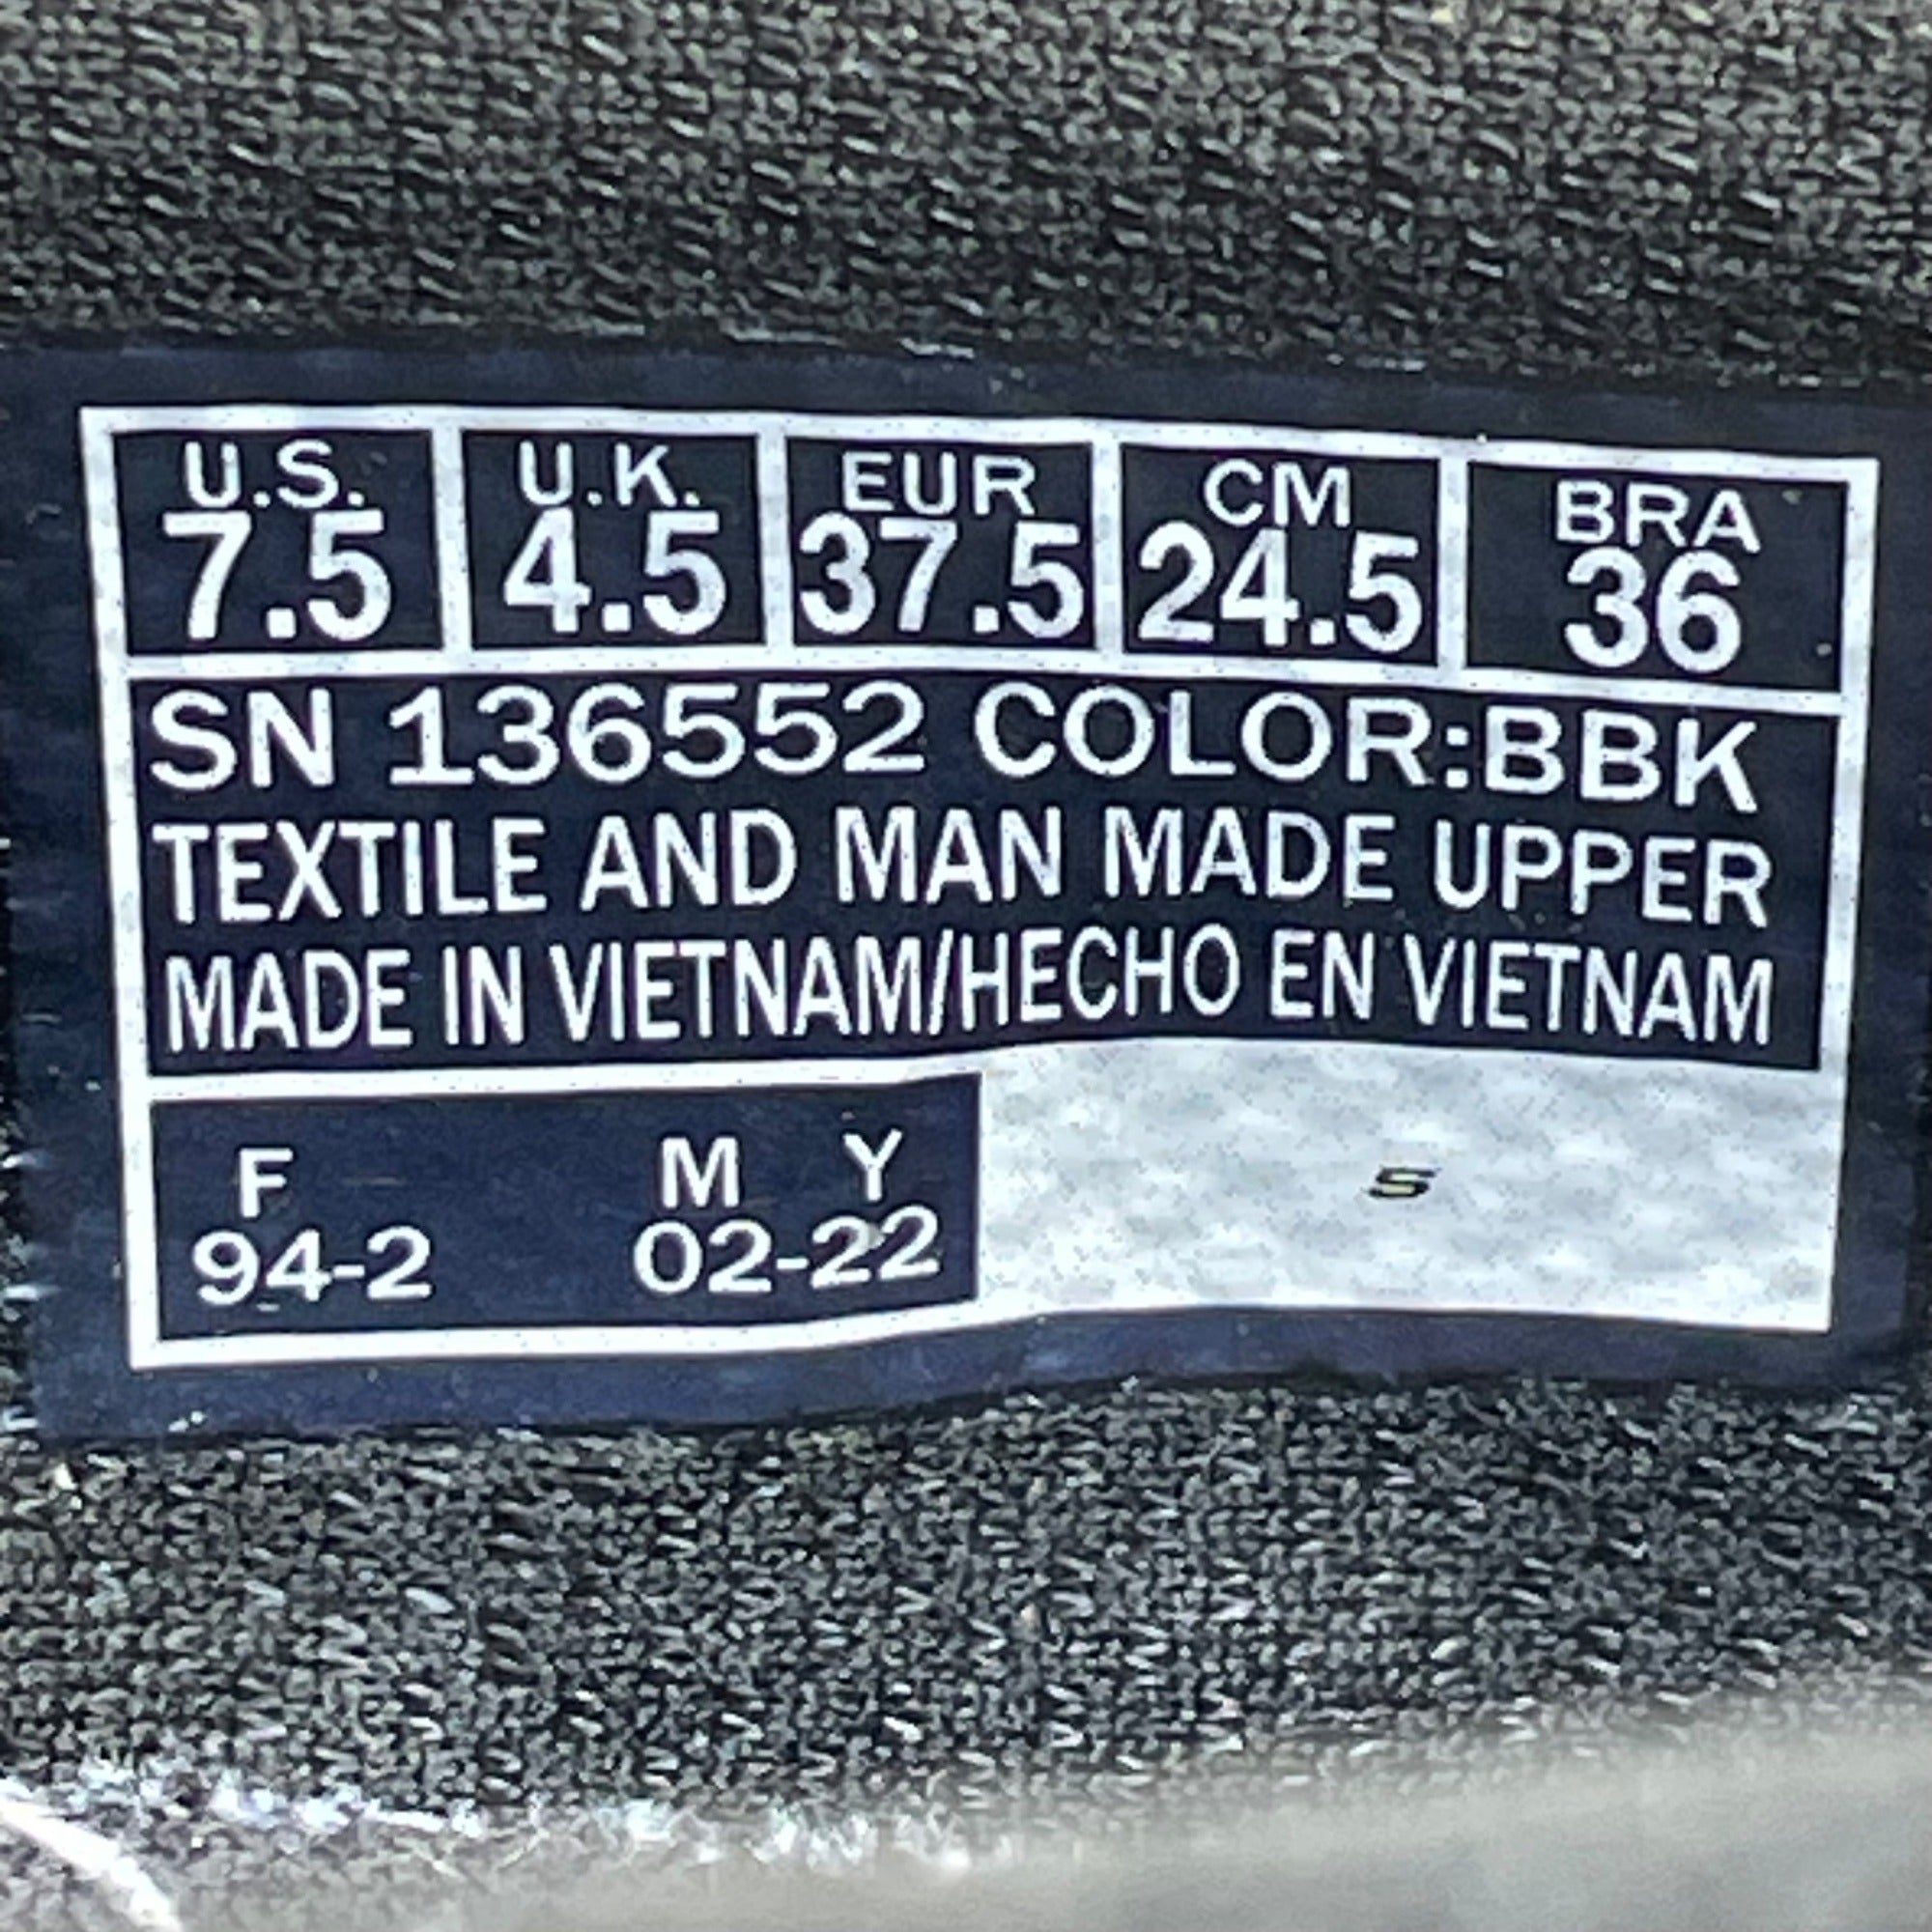 U.S. U.K. EUR CM BRA
7.5 4.5 37.5 24.5 36
SN 136552 COLOR:BBK
TEXTILE AND MAN MADE UPPER
MADE IN VIETNAM/HECHO EN VIETNAM
F M Y
94-2 02-22
S